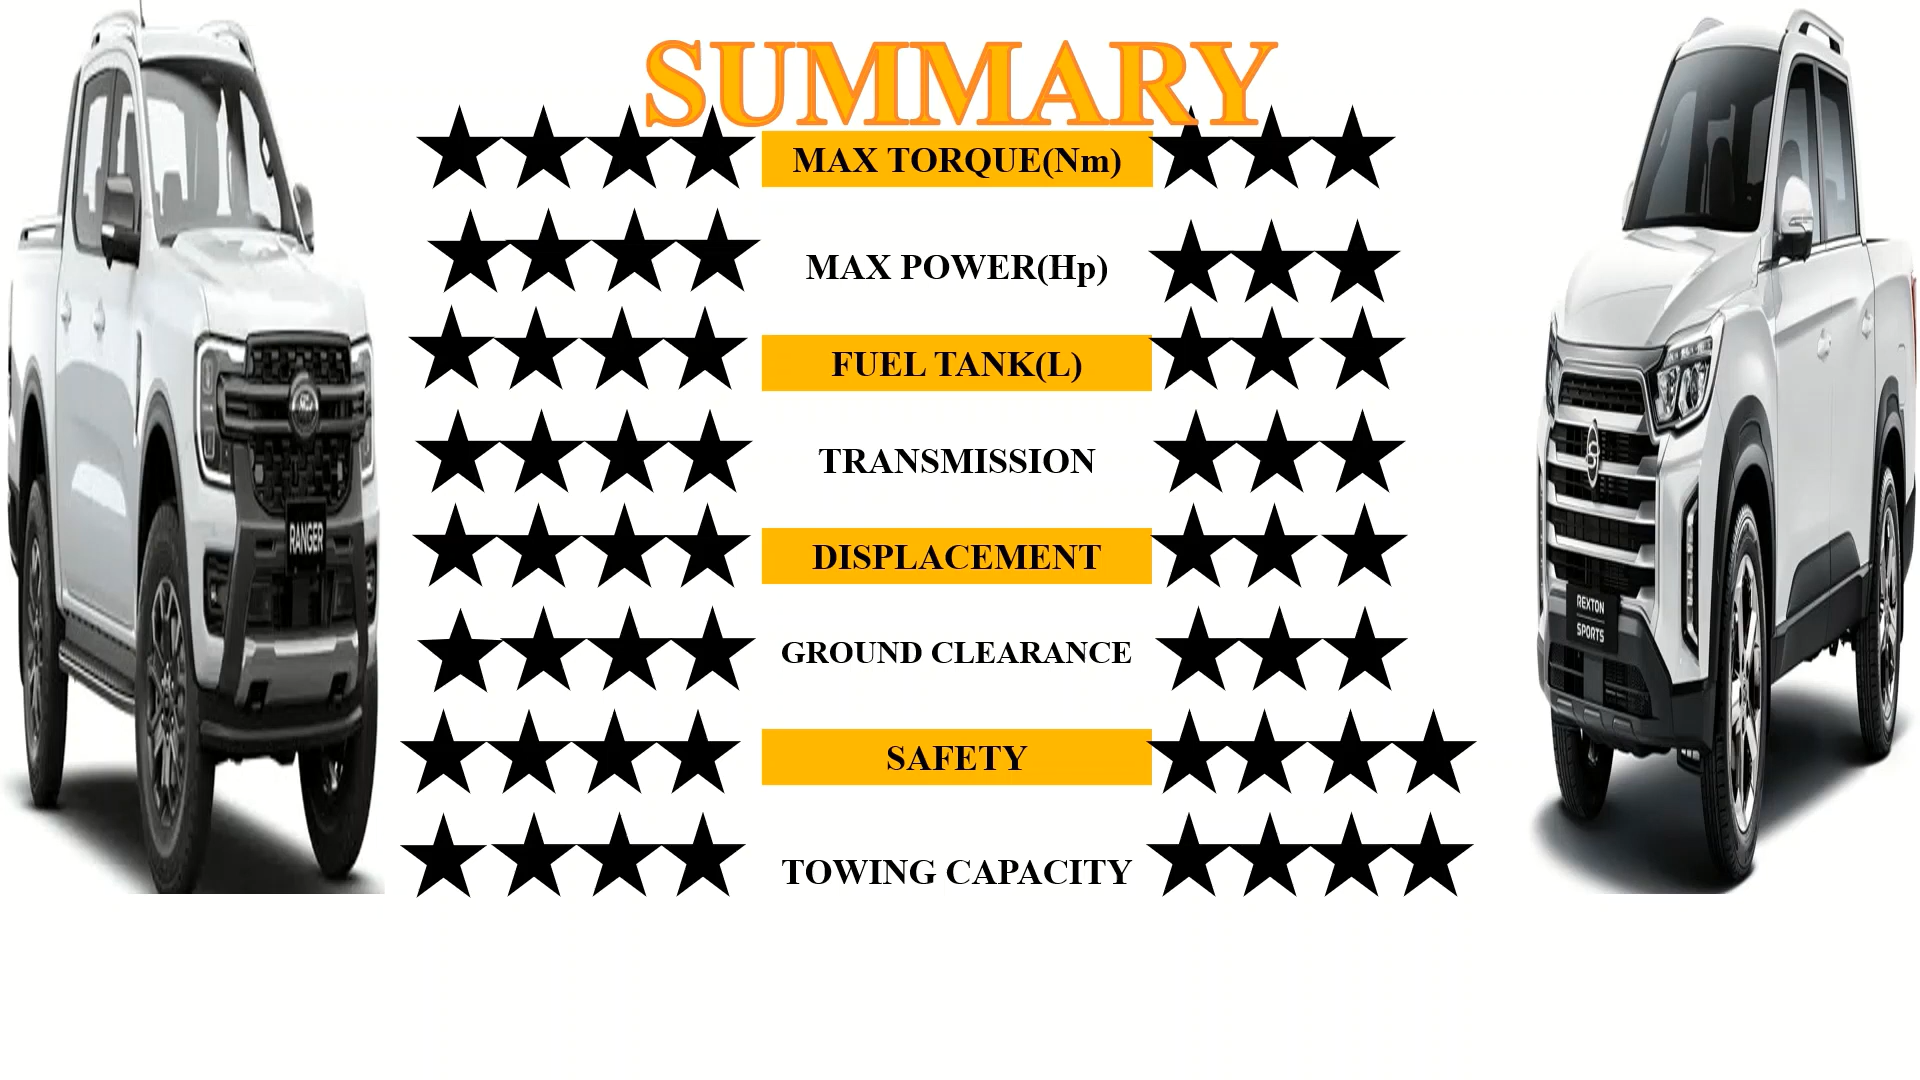 SUMMARY
MAX TORQUE(Nm)
MAX POWER(Hp)
FUEL TANK(L)
TRANSMISSION
DISPLACEMENT
GROUND CLEARANCE
SAFETY
TOWING CAPACITY
Ford
RANGER
REXTON
SPORTS